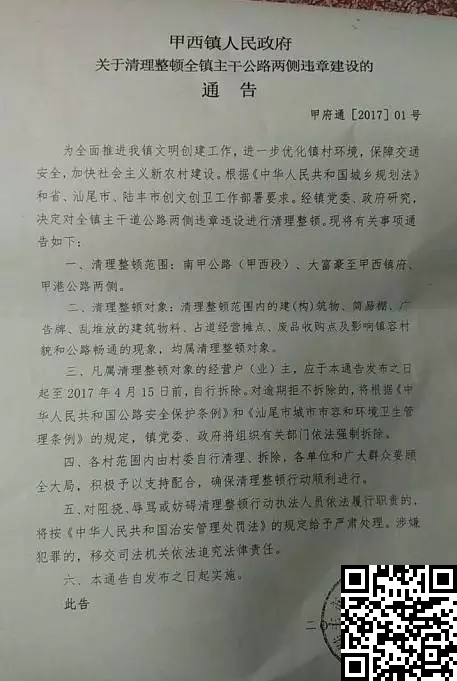 甲西镇人民政府
关于清理整顿全镇主干公路两侧违章建设的
通 告
甲府通［2017］01号
为全面推进我镇文明创建工作，进一步优化镇村环境，保障交通
安全，加快社会主义新农村建设。根据《中华人民共和国城乡规划法》
和省、汕尾市、陆丰市创文创卫工作部署要求。经镇党委、政府研究，
决定对全镇主干道公路两侧违章违设进行清理整顿。现将有关事项通
告如下：
一、清理整顿范围：南甲公路（甲西段）、大富豪至甲西镇府、
甲港公路两侧。
二、清理整顿对象：清理整顿范围内的建(构)筑物、简易棚、广
告牌、乱堆放的建筑物料、占道经营摊点、废品收购点及影响镇容村
貌和公路畅通的现象，均属清理整顿对象。
三、凡属清理整顿对象的经营户（业）主，应于本通告发布之日
起至2017年4月15日前，自行拆除。对逾期拒不拆除的，将根据《中
华人民共和国公路安全保护条例》和《汕尾市城市市容和环境卫生管
理条例》的规定，镇党委、政府将组织有关部门依法强制拆除。
四、各村范围内由村委自行清理、拆除，各单位和广大群众要顾
全大局，积极予以支持配合，确保清理整顿行动顺利进行。
五、对阻挠、辱骂或妨碍清理整顿行动执法人员依法履行职责的，
将按《中华人民共和国治安管理处罚法》的规定给予严肃处理。涉嫌
犯罪的，移交司法机关依法追究法律责任。
六、本通告自发布之日起实施。
此告
二